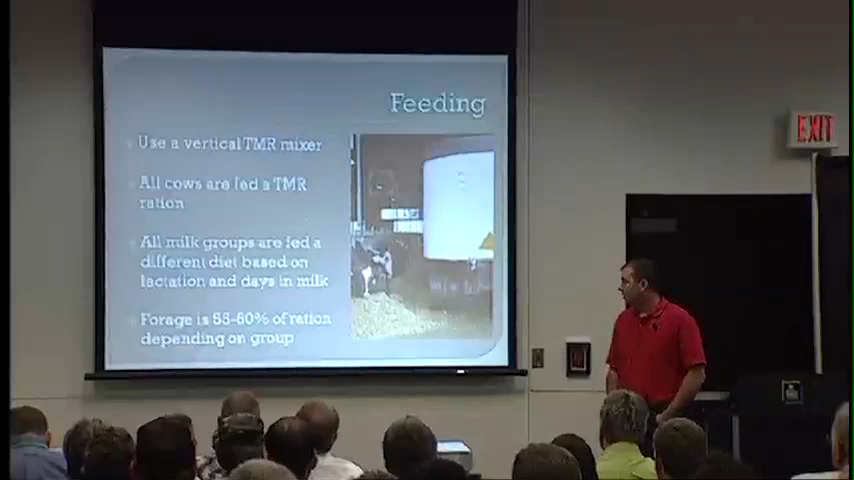 Feeding
Use a vertical TMR mixer
All cows are fed a TMR
ration
All milk groups are fed a
different diet based on
lactation and days in milk
Forage is 55-60% of ration
depending on group
EXIT